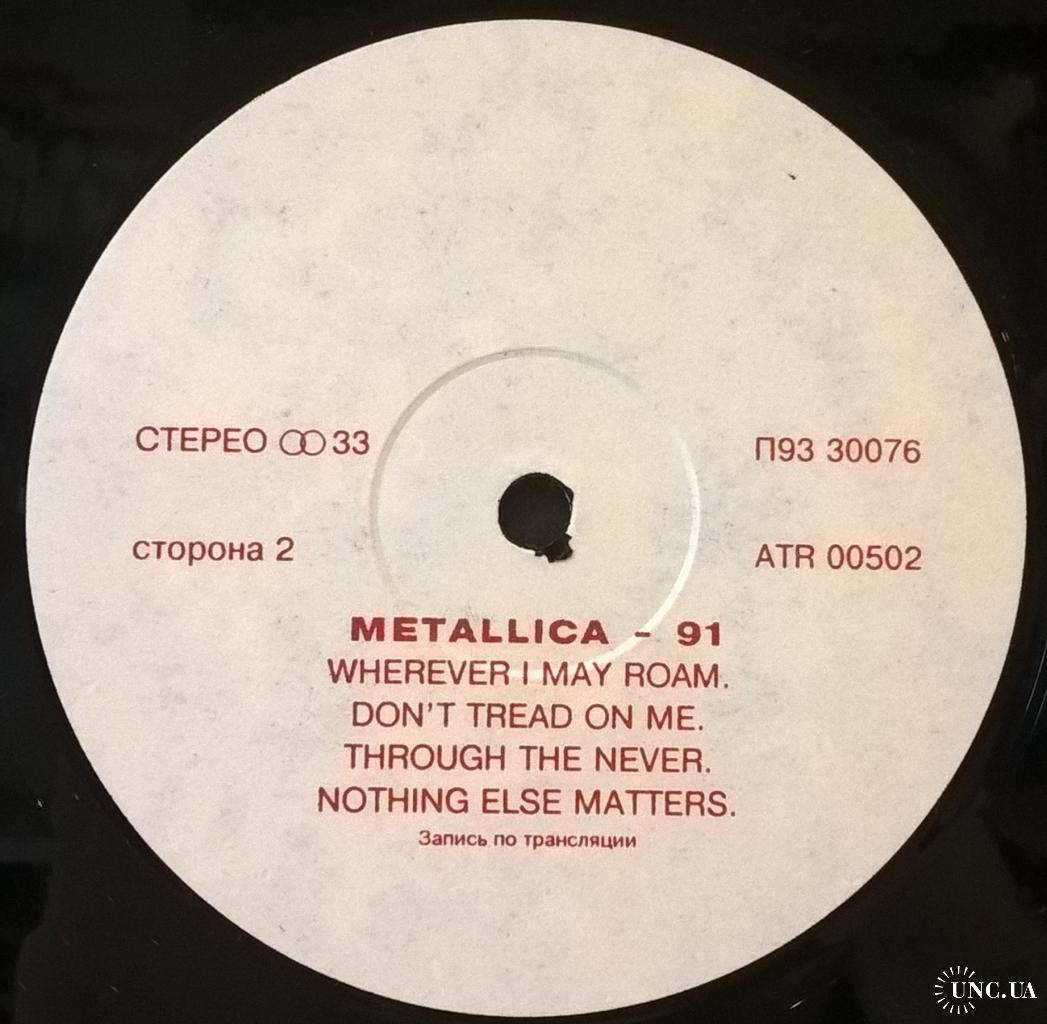 СТЕРЕО 33
П93 30076
сторона 2
ATR 00502
METALLICA - 91
WHEREVER I MAY ROAM.
DON'T TREAD ON ME.
THROUGH THE NEVER.
NOTHING ELSE MATTERS.
Запись по трансляции
UNC.UA